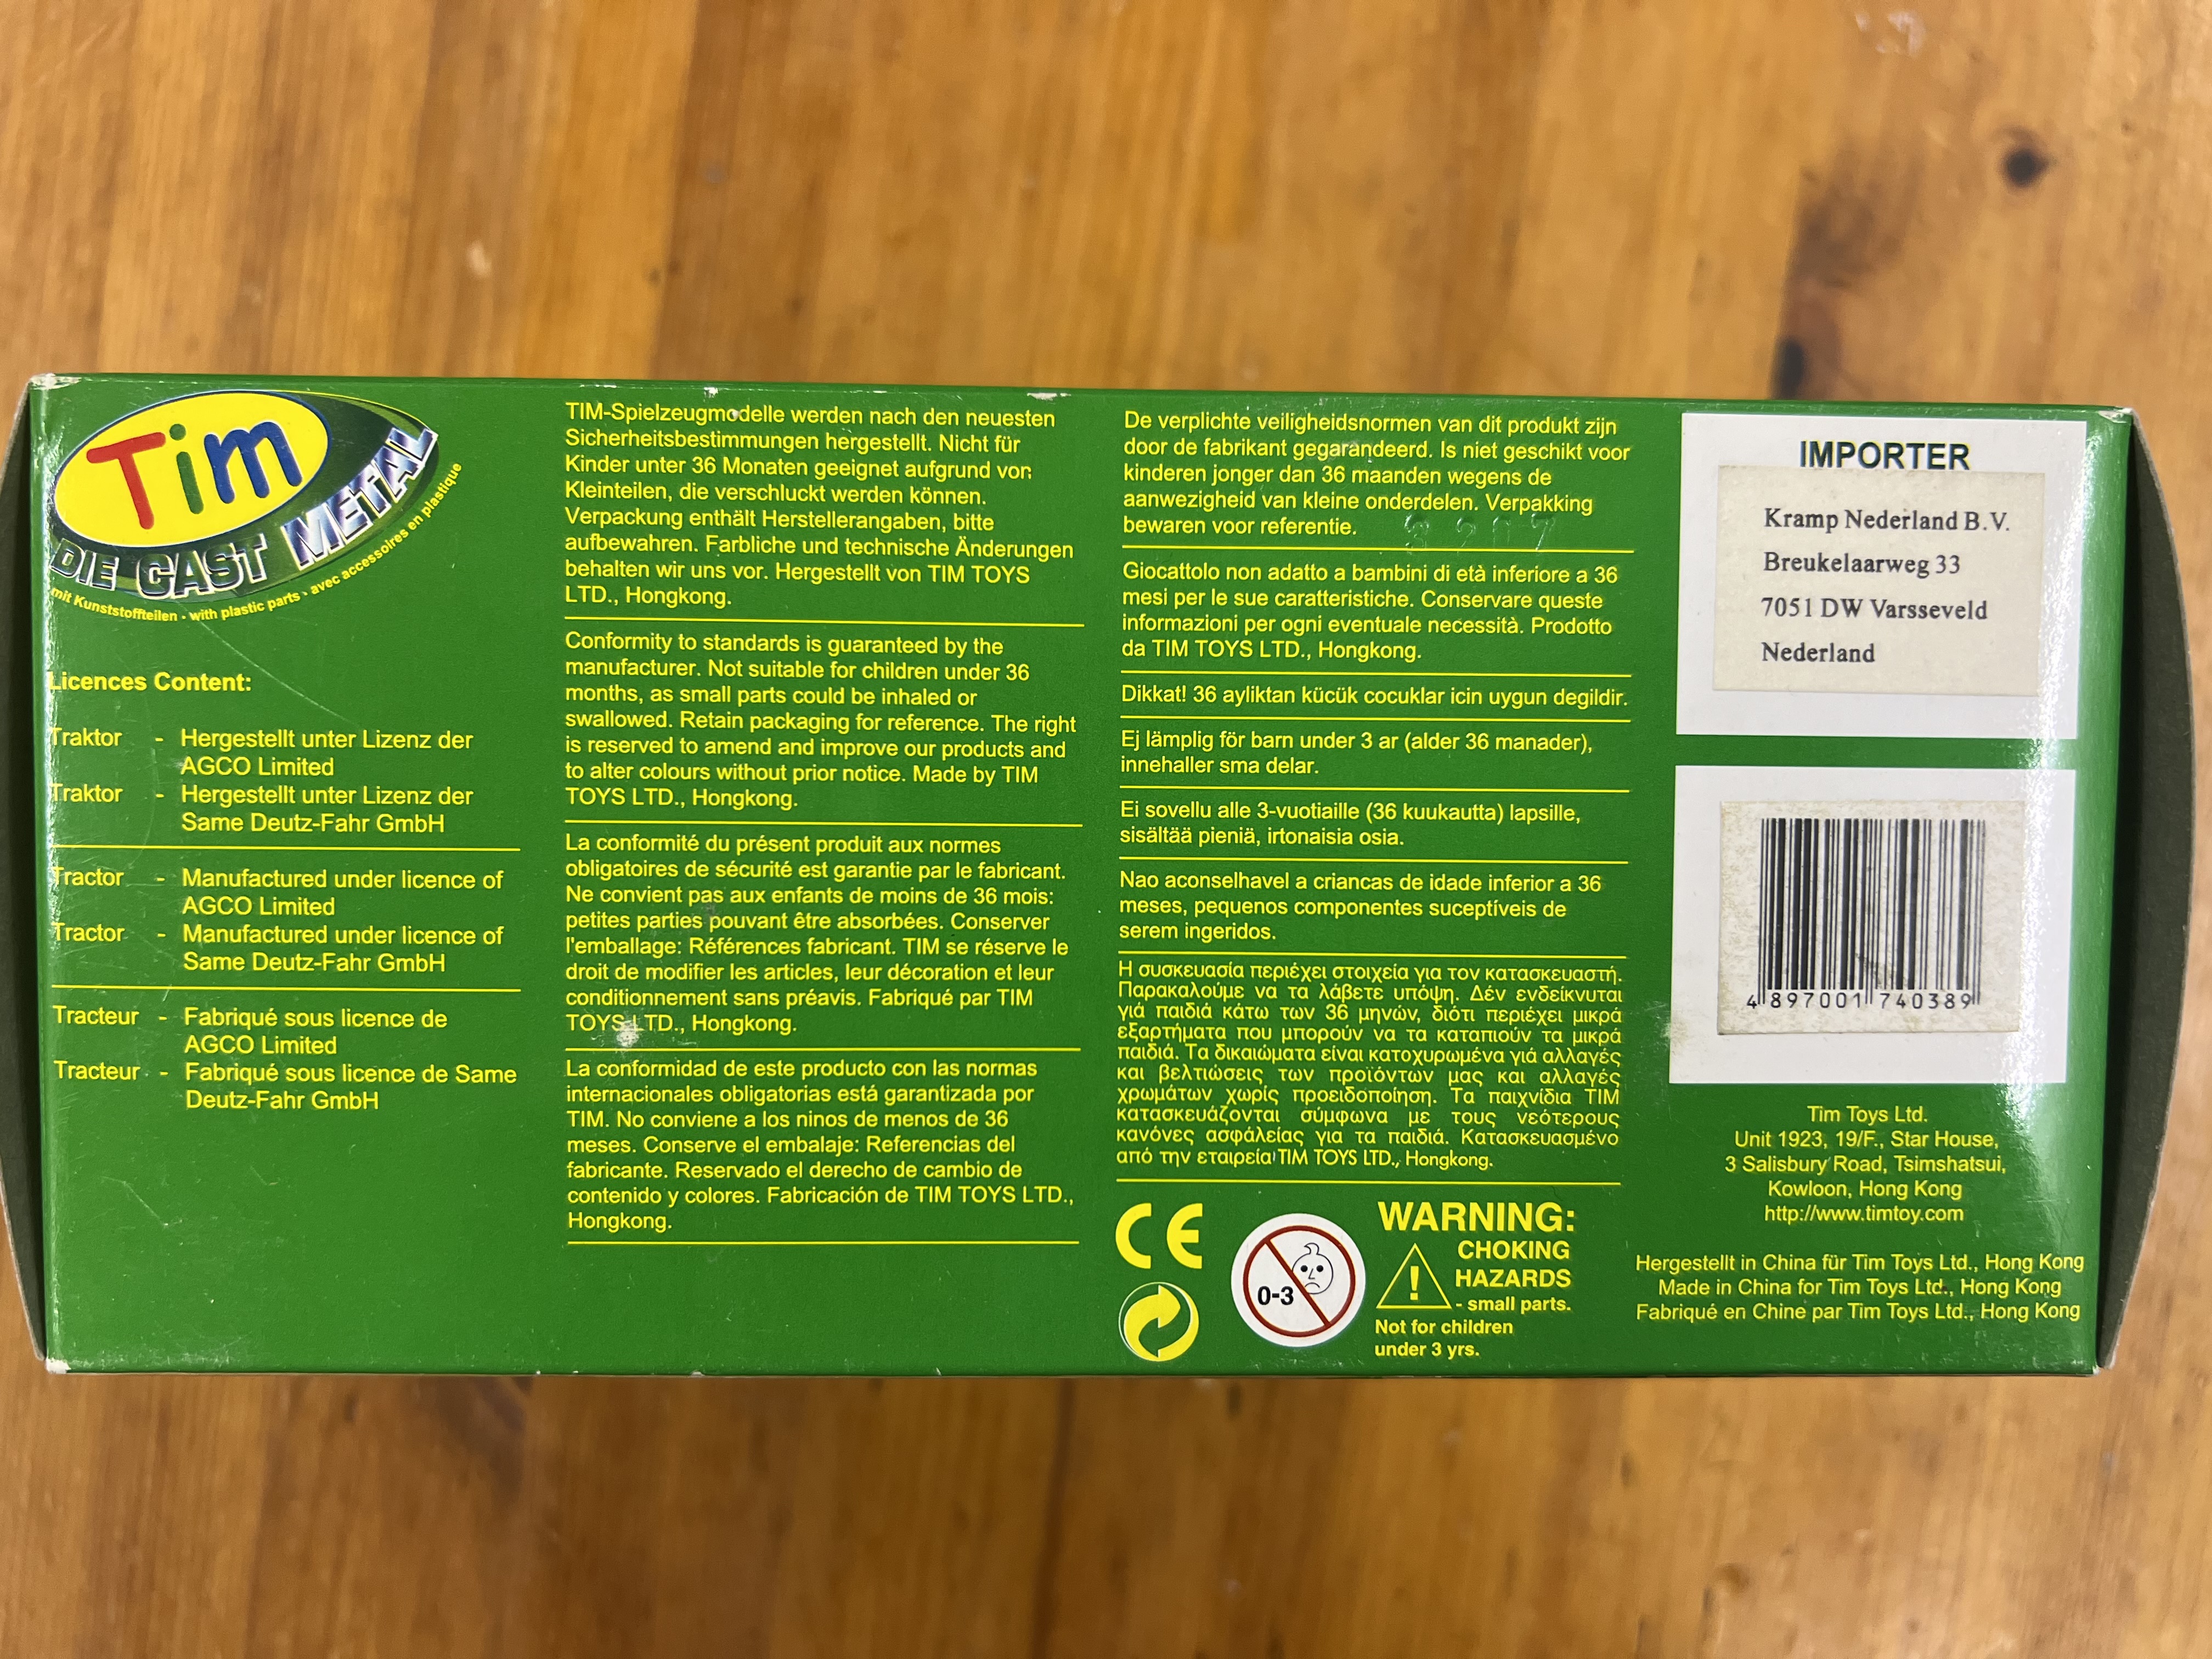 Tim
DIE CAST METAL
mit Kunststoffteilen - with plastic parts - avec accessoires en plastique
Licences Content:
Traktor - Hergestellt unter Lizenz der
AGCO Limited
Traktor - Hergestellt unter Lizenz der
Same Deutz-Fahr GmbH
Tractor - Manufactured under licence of
AGCO Limited
Tractor - Manufactured under licence of
Same Deutz-Fahr GmbH
Tracteur - Fabriqué sous licence de
AGCO Limited
Tracteur - Fabriqué sous licence de Same
Deutz-Fahr GmbH
TIM-Spielzeugmodelle werden nach den neuesten
Sicherheitsbestimmungen hergestellt. Nicht für
Kinder unter 36 Monaten geeignet aufgrund von
Kleinteilen, die verschluckt werden können.
Verpackung enthält Herstellerangaben, bitte
aufbewahren. Farbliche und technische Änderungen
behalten wir uns vor. Hergestellt von TIM TOYS
LTD., Hongkong.
Conformity to standards is guaranteed by the
manufacturer. Not suitable for children under 36
months, as small parts could be inhaled or
swallowed. Retain packaging for reference. The right
is reserved to amend and improve our products and
to alter colours without prior notice. Made by TIM
TOYS LTD., Hongkong.
La conformité du présent produit aux normes
obligatoires de sécurité est garantie par le fabricant.
Ne convient pas aux enfants de moins de 36 mois:
petites parties pouvant être absorbées. Conserver
l'emballage: Références fabricant. TIM se réserve le
droit de modifier les articles, leur décoration et leur
conditionnement sans préavis. Fabriqué par TIM
TOYS LTD., Hongkong.
La conformidad de este producto con las normas
internacionales obligatorias está garantizada por
TIM. No conviene a los ninos de menos de 36
meses. Conserve el embalaje: Referencias del
fabricante. Reservado el derecho de cambio de
contenido y colores. Fabricación de TIM TOYS LTD.,
Hongkong.
De verplichte veiligheidsnormen van dit produkt zijn
door de fabrikant gegarandeerd. Is niet geschikt voor
kinderen jonger dan 36 maanden wegens de
aanwezigheid van kleine onderdelen. Verpakking
bewaren voor referentie.
Giocattolo non adatto a bambini di età inferiore a 36
mesi per le sue caratteristiche. Conservare queste
informazioni per ogni eventuale necessità. Prodotto
da TIM TOYS LTD., Hongkong.
Dikkat! 36 ayliktan kücük cocuklar icin uygun degildir.
Ej lämplig för barn under 3 ar (alder 36 manader),
innehaller sma delar.
Ei sovellu alle 3-vuotiaille (36 kuukautta) lapsille,
sisältää pieniä, irtonaisia osia.
Nao aconselhavel a criancas de idade inferior a 36
meses, pequenos componentes suceptíveis de
serem ingeridos.
Η συσκευασία περιέχει στοιχεία για τον κατασκευαστή.
Παρακαλούμε να τα λάβετε υπόψη. Δέν ενδείκνυται
γιά παιδιά κάτω των 36 μηνών, διότι περιέχει μικρά
εξαρτήματα που μπορούν να τα καταπιούν τα μικρά
παιδιά. Τα δικαιώματα είναι κατοχυρωμένα γιά αλλαγές
και βελτιώσεις των προϊόντων μας και αλλαγές
χρωμάτων χωρίς προειδοποίηση. Τα παιχνίδια TIM
κατασκευάζονται σύμφωνα με τους νεότερους
κανόνες ασφάλείας για τα παιδιά. Κατασκευασμένο
από την εταιρεία TIM TOYS LTD., Hongkong.
CE
0-3
WARNING:
CHOKING
HAZARDS
- small parts.
Not for children
under 3 yrs.
IMPORTER
Kramp Nederland B.V.
Breukelaarweg 33
7051 DW Varsseveld
Nederland
4 897001 740389
Tim Toys Ltd.
Unit 1923, 19/F., Star House,
3 Salisbury Road, Tsimshatsui,
Kowloon, Hong Kong
http://www.timtoy.com
Hergestellt in China für Tim Toys Ltd., Hong Kong
Made in China for Tim Toys Ltd., Hong Kong
Fabriqué en Chine par Tim Toys Ltd., Hong Kong